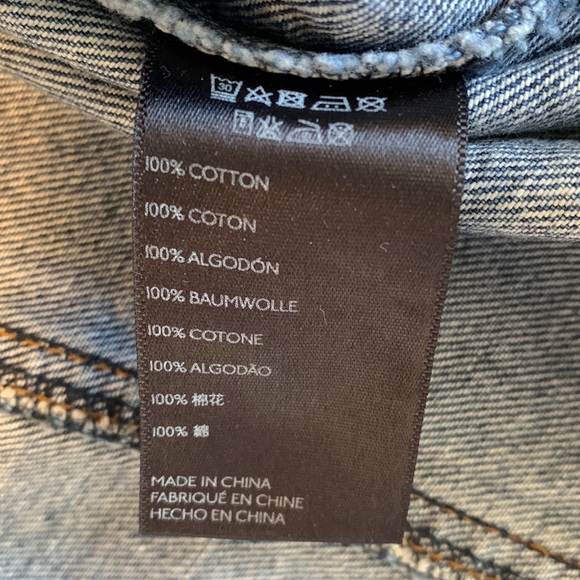 30
100% COTTON
100% COTON
100% ALGODÓN
100% BAUMWOLLE
100% COTONE
100% ALGODÃO
100% 棉花
100% 綿
MADE IN CHINA
FABRIQUÉ EN CHINE
HECHO EN CHINA